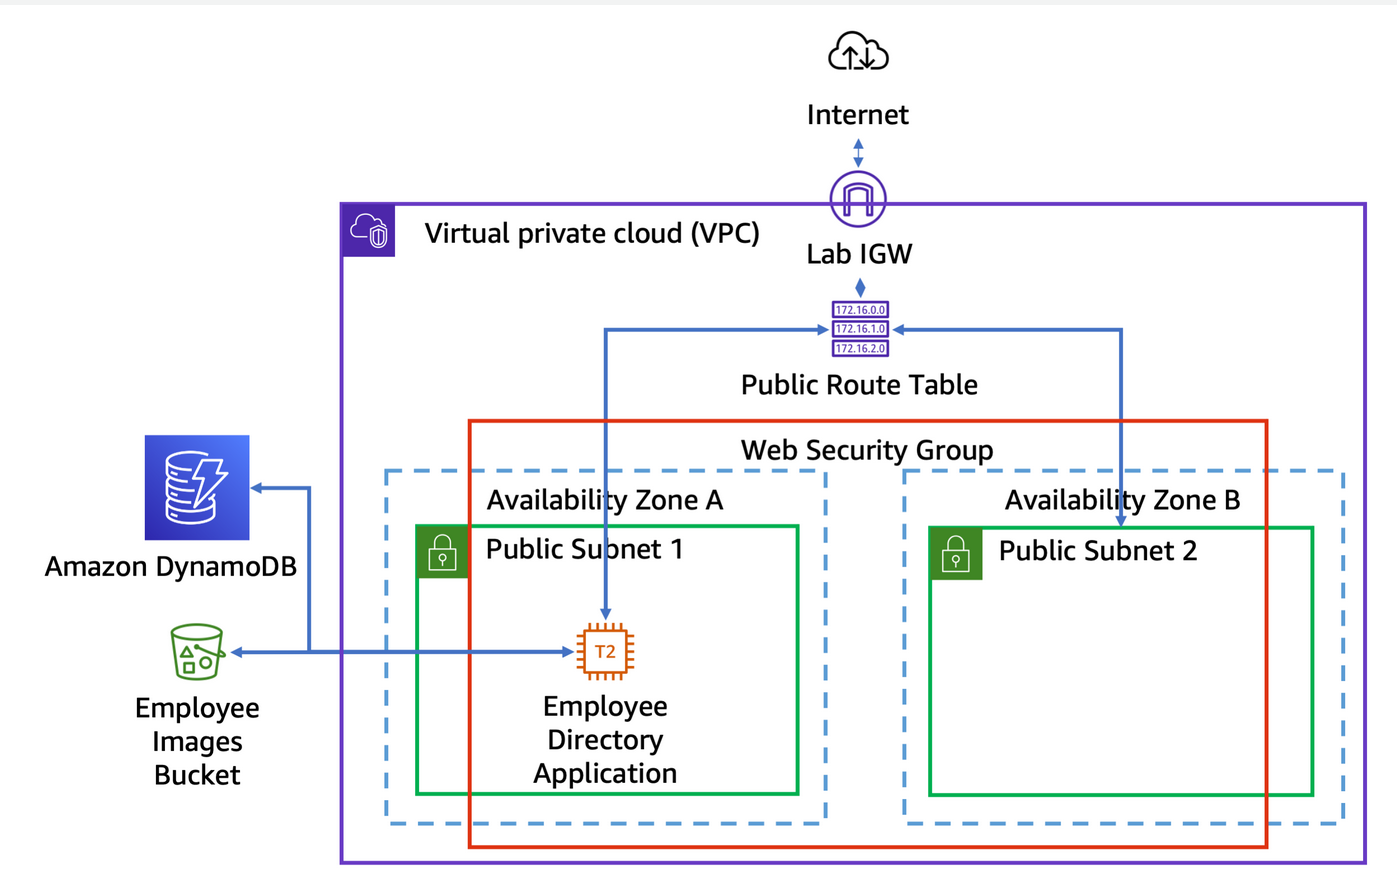 Internet
Virtual private cloud (VPC)
Lab IGW
172.16.0.0
172.16.1.0
172.16.2.0
Public Route Table
Web Security Group
Availability Zone A
Availability Zone B
Public Subnet 1
Public Subnet 2
Amazon DynamoDB
T2
Employee
Images
Bucket
Employee
Directory
Application